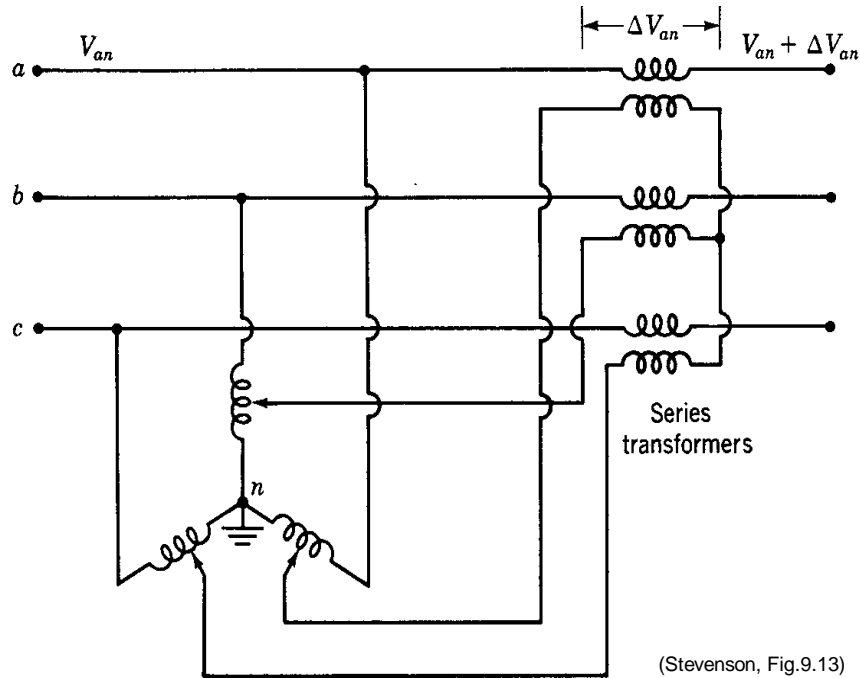 ΔV_an
V_an
V_an + ΔV_an
a
b
c
Series
transformers
n
(Stevenson, Fig.9.13)